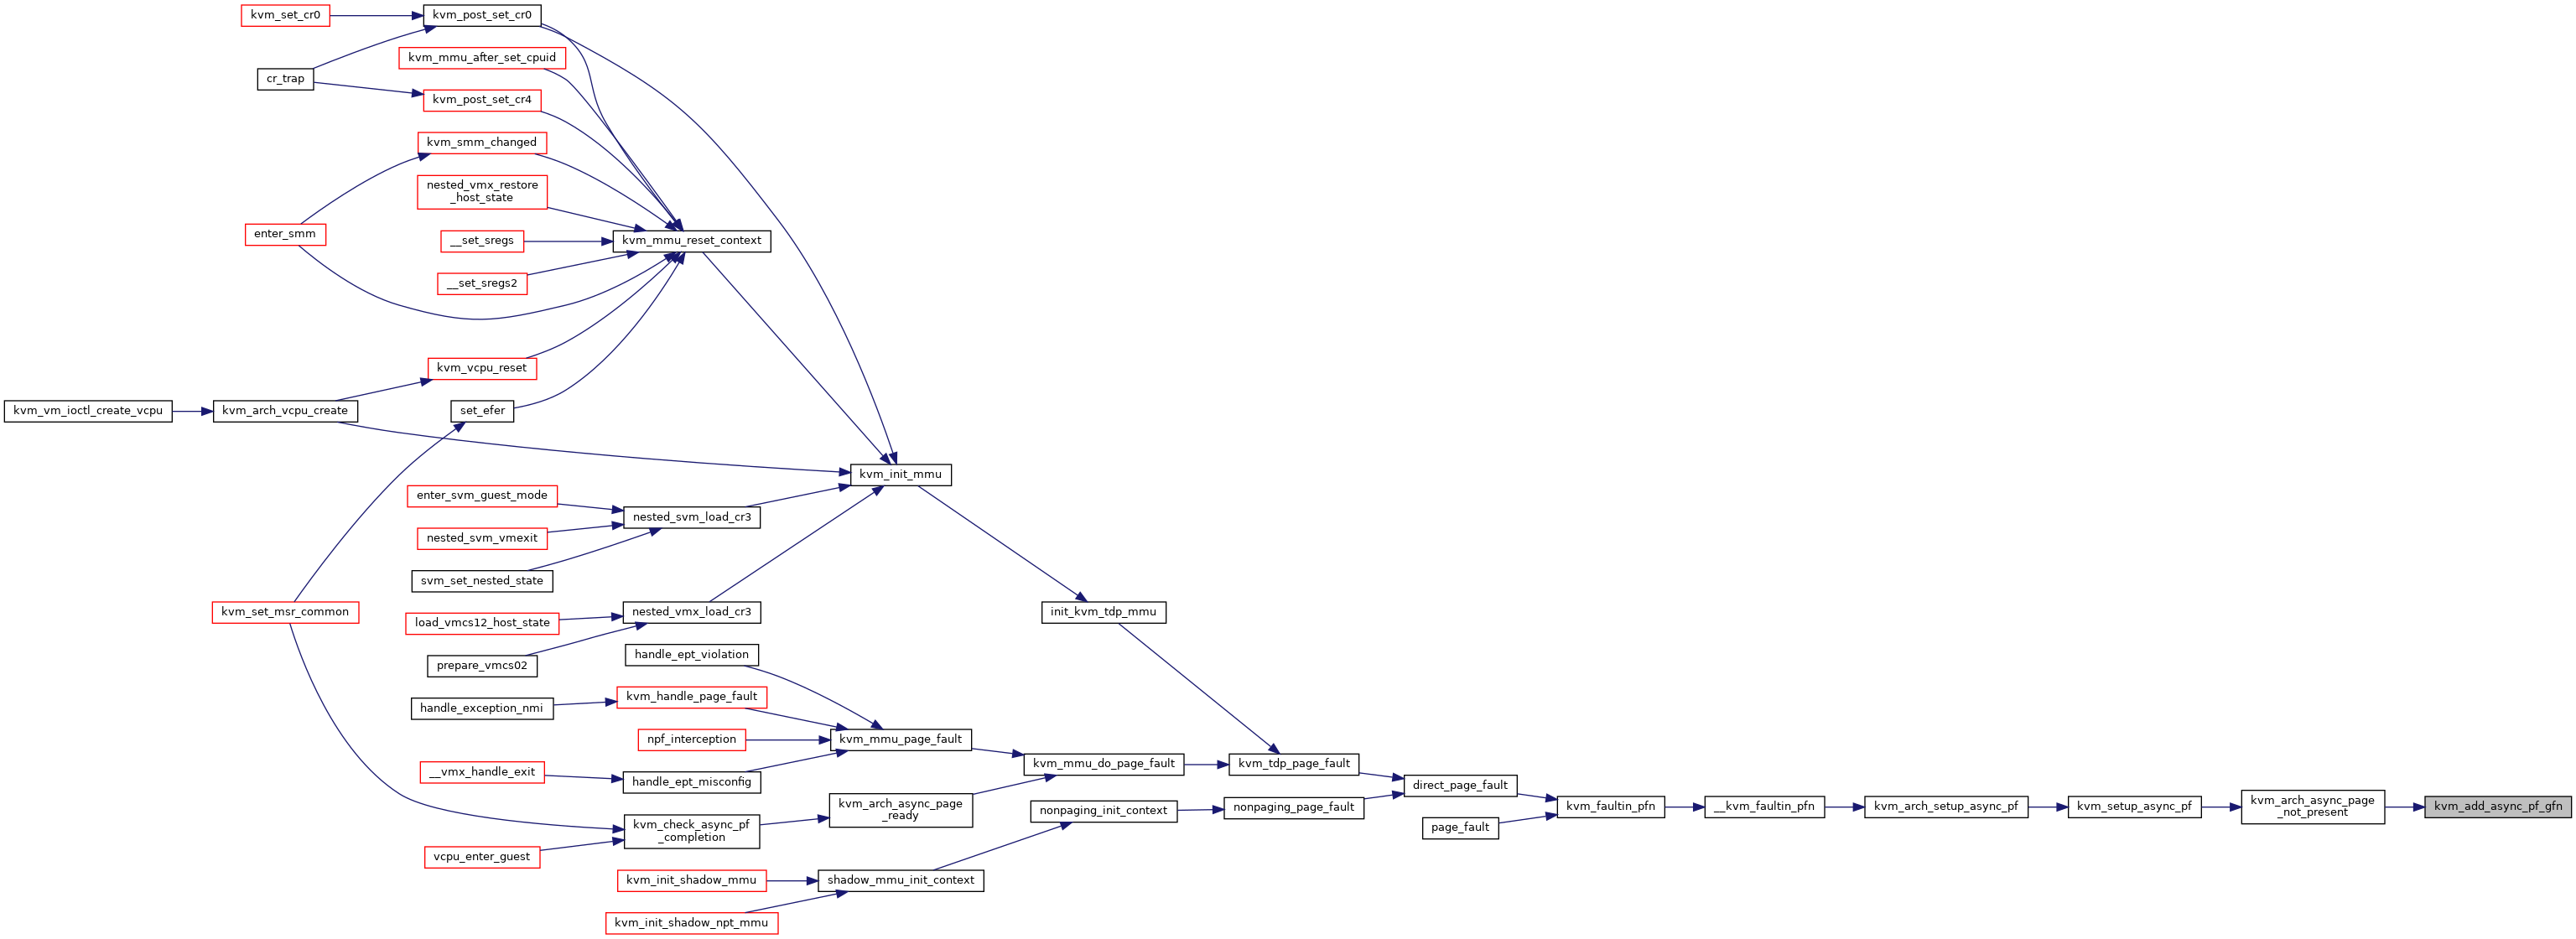 kvm_set_cr0
kvm_post_set_cr0
kvm_mmu_after_set_cpuid
cr_trap
kvm_post_set_cr4
kvm_smm_changed
nested_vmx_restore
_host_state
enter_smm
kvm_mmu_reset_context
__set_sregs
__set_sregs2
kvm_vcpu_reset
kvm_vm_ioctl_create_vcpu
kvm_arch_vcpu_create
set_efer
kvm_init_mmu
enter_svm_guest_mode
nested_svm_load_cr3
nested_svm_vmexit
svm_set_nested_state
kvm_set_msr_common
nested_vmx_load_cr3
init_kvm_tdp_mmu
load_vmcs12_host_state
handle_ept_violation
prepare_vmcs02
kvm_handle_page_fault
handle_exception_nmi
npf_interception
kvm_mmu_page_fault
kvm_mmu_do_page_fault
kvm_tdp_page_fault
__vmx_handle_exit
handle_ept_misconfig
direct_page_fault
kvm_arch_async_page
_ready
nonpaging_init_context
nonpaging_page_fault
kvm_faultin_pfn
__kvm_faultin_pfn
kvm_arch_setup_async_pf
kvm_setup_async_pf
kvm_arch_async_page
_not_present
kvm_add_async_pf_gfn
kvm_check_async_pf
_completion
page_fault
vcpu_enter_guest
kvm_init_shadow_mmu
shadow_mmu_init_context
kvm_init_shadow_npt_mmu